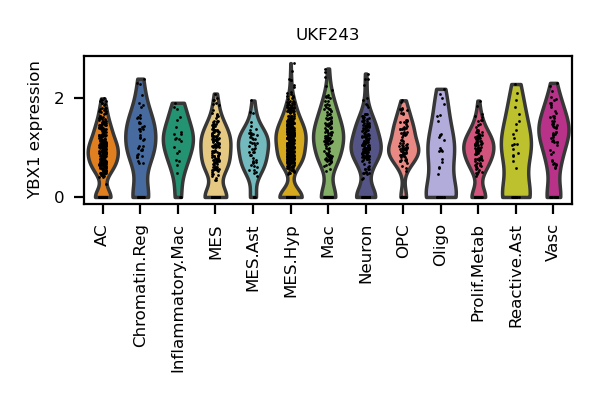 UKF243
YBX1 expression
2
0
AC
Chromatin.Reg
Inflammatory.Mac
MES
MES.Ast
MES.Hyp
Mac
Neuron
OPC
Oligo
Prolif.Metab
Reactive.Ast
Vasc